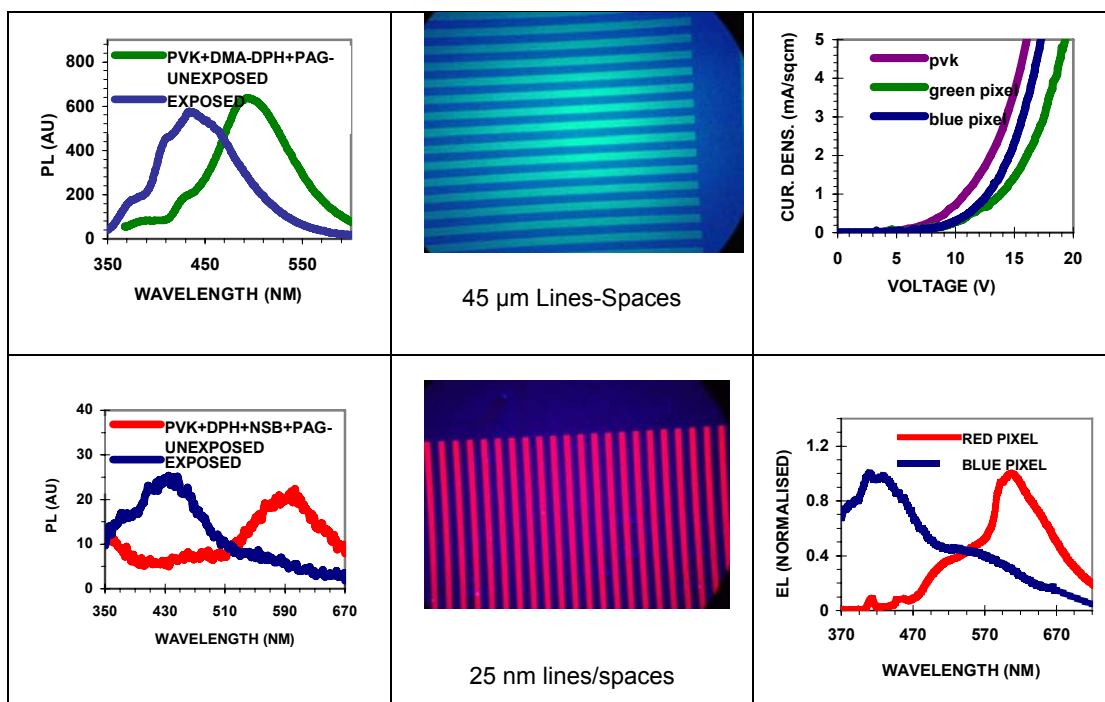 800
600
400
200
0
PL (AU)
PVK+DMA-DPH+PAG-
UNEXPOSED
EXPOSED
350
450
550
WAVELENGTH (NM)
45 µm Lines-Spaces
5
4
3
2
1
0
CUR. DENS. (mA/sqcm)
pvk
green pixel
blue pixel
0
5
10
15
20
VOLTAGE (V)
40
30
20
10
0
PL (AU)
PVK+DPH+NSB+PAG-
UNEXPOSED
EXPOSED
350
430
510
590
670
WAVELENGTH (NM)
25 nm lines/spaces
1.2
0.8
0.4
0
EL (NORMALISED)
RED PIXEL
BLUE PIXEL
370
470
570
670
WAVELENGTH (NM)